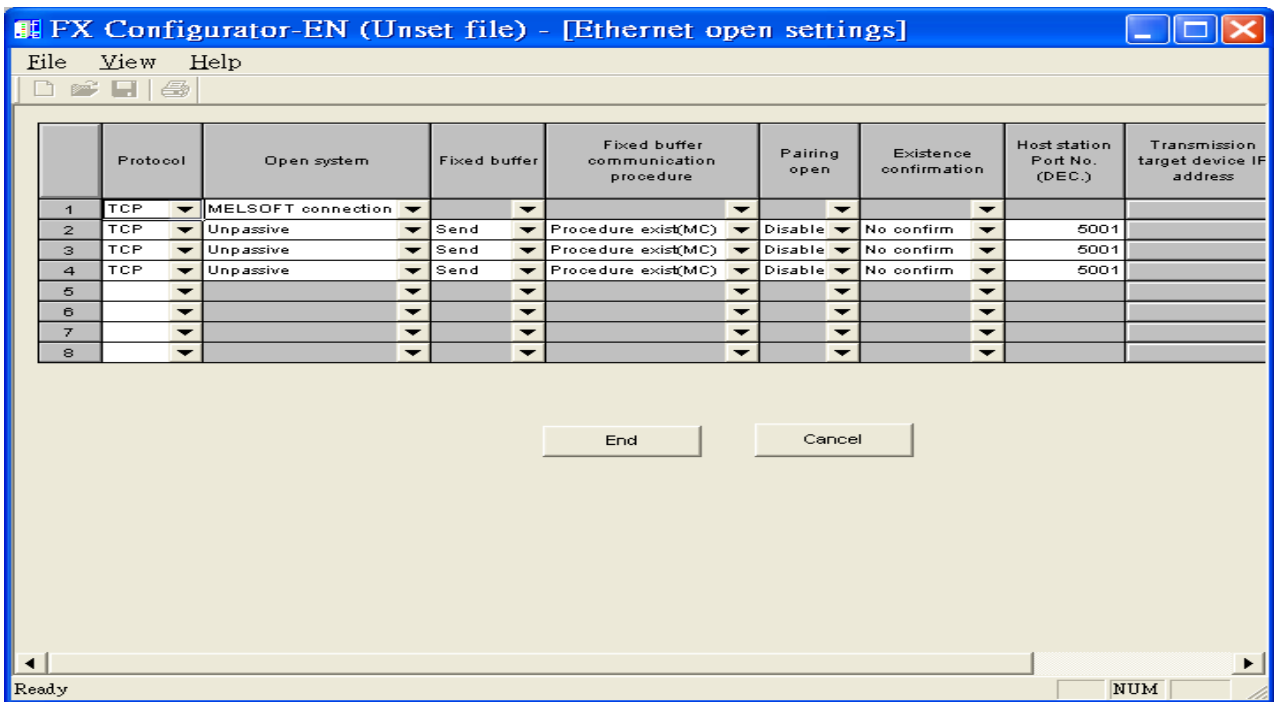 FX Configurator-EN (Unset file) - [Ethernet open settings]
File View Help
Protocol Open system Fixed buffer Fixed buffer communication procedure Pairing open Existence confirmation Host station Port No. (DEC.) Transmission target device IP address
1 TCP MELSOFT connection
2 TCP Unpassive Send Procedure exist(MC) Disable No confirm 5001
3 TCP Unpassive Send Procedure exist(MC) Disable No confirm 5001
4 TCP Unpassive Send Procedure exist(MC) Disable No confirm 5001
5
6
7
8
End Cancel
Ready NUM